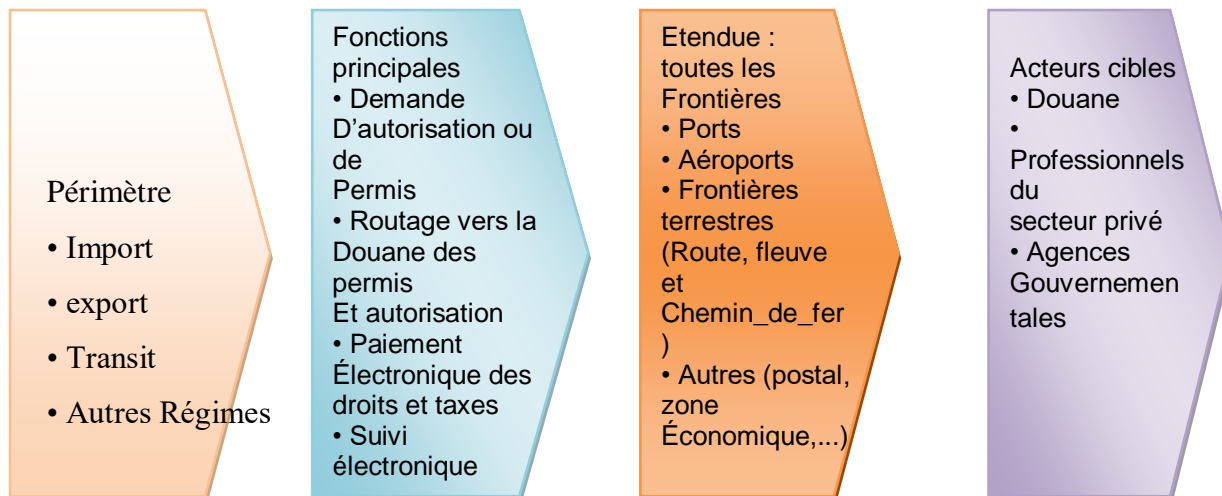 Périmètre
• Import
• export
• Transit
• Autres Régimes
Fonctions
principales
• Demande
D'autorisation ou
de
Permis
• Routage vers la
Douane des
permis
Et autorisation
• Paiement
Électronique des
droits et taxes
• Suivi
électronique
Etendue :
toutes les
Frontières
• Ports
• Aéroports
• Frontières
terrestres
(Route, fleuve
et
Chemin_de_fer
)
• Autres (postal,
zone
Économique,...)
Acteurs cibles
• Douane
•
Professionnels
du
secteur privé
• Agences
Gouvernemen
tales